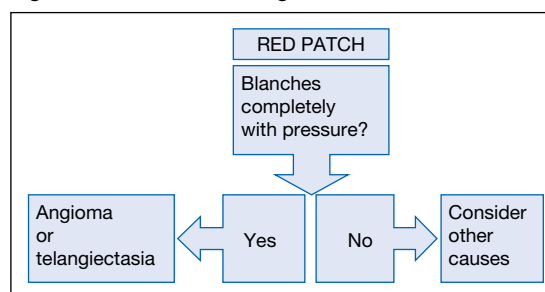 RED PATCH
Blanches
completely
with pressure?
Angioma
or
telangiectasia
Yes
No
Consider
other
causes